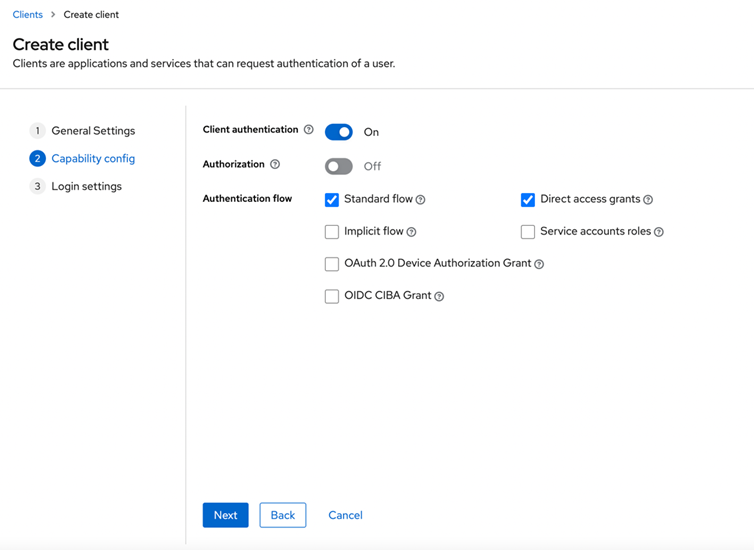 Clients > Create client
Create client
Clients are applications and services that can request authentication of a user.
1 General Settings
2 Capability config
3 Login settings
Client authentication On
Authorization Off
Authentication flow Standard flow Direct access grants
Implicit flow Service accounts roles
OAuth 2.0 Device Authorization Grant
OIDC CIBA Grant
Next Back Cancel